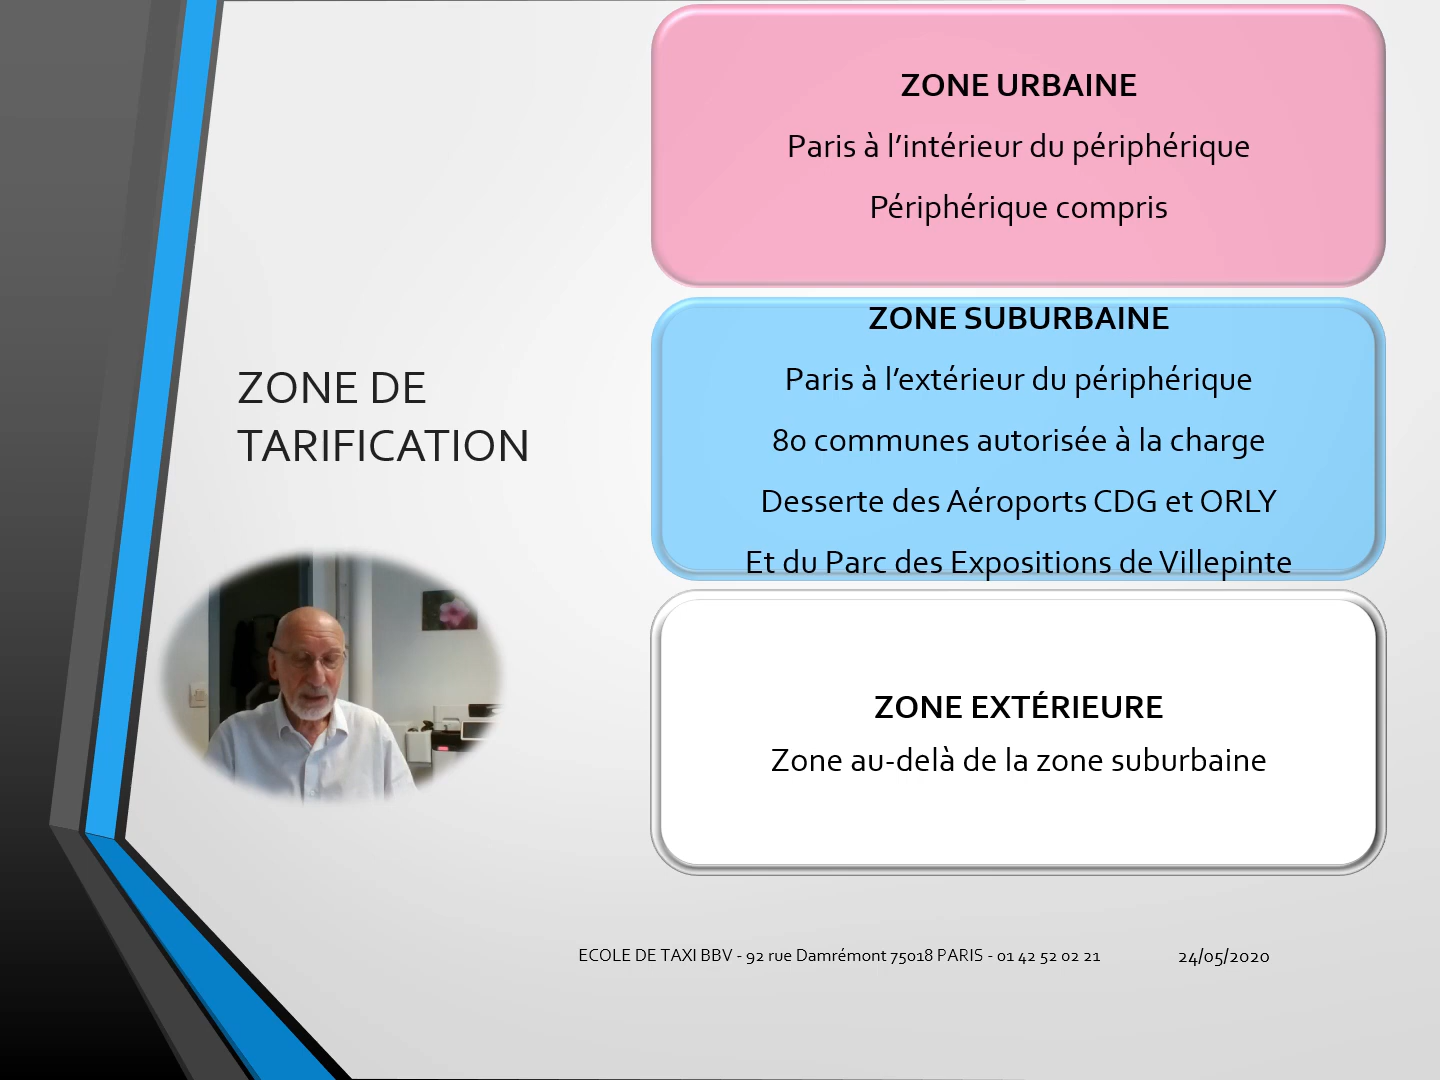 ZONE DE
TARIFICATION
ZONE URBAINE
Paris à l’intérieur du périphérique
Périphérique compris
ZONE SUBURBAINE
Paris à l’extérieur du périphérique
80 communes autorisée à la charge
Desserte des Aéroports CDG et ORLY
Et du Parc des Expositions de Villepinte
ZONE EXTÉRIEURE
Zone au-delà de la zone suburbaine
ECOLE DE TAXI BBV - 92 rue Damrémont 75018 PARIS - 01 42 52 02 21
24/05/2020